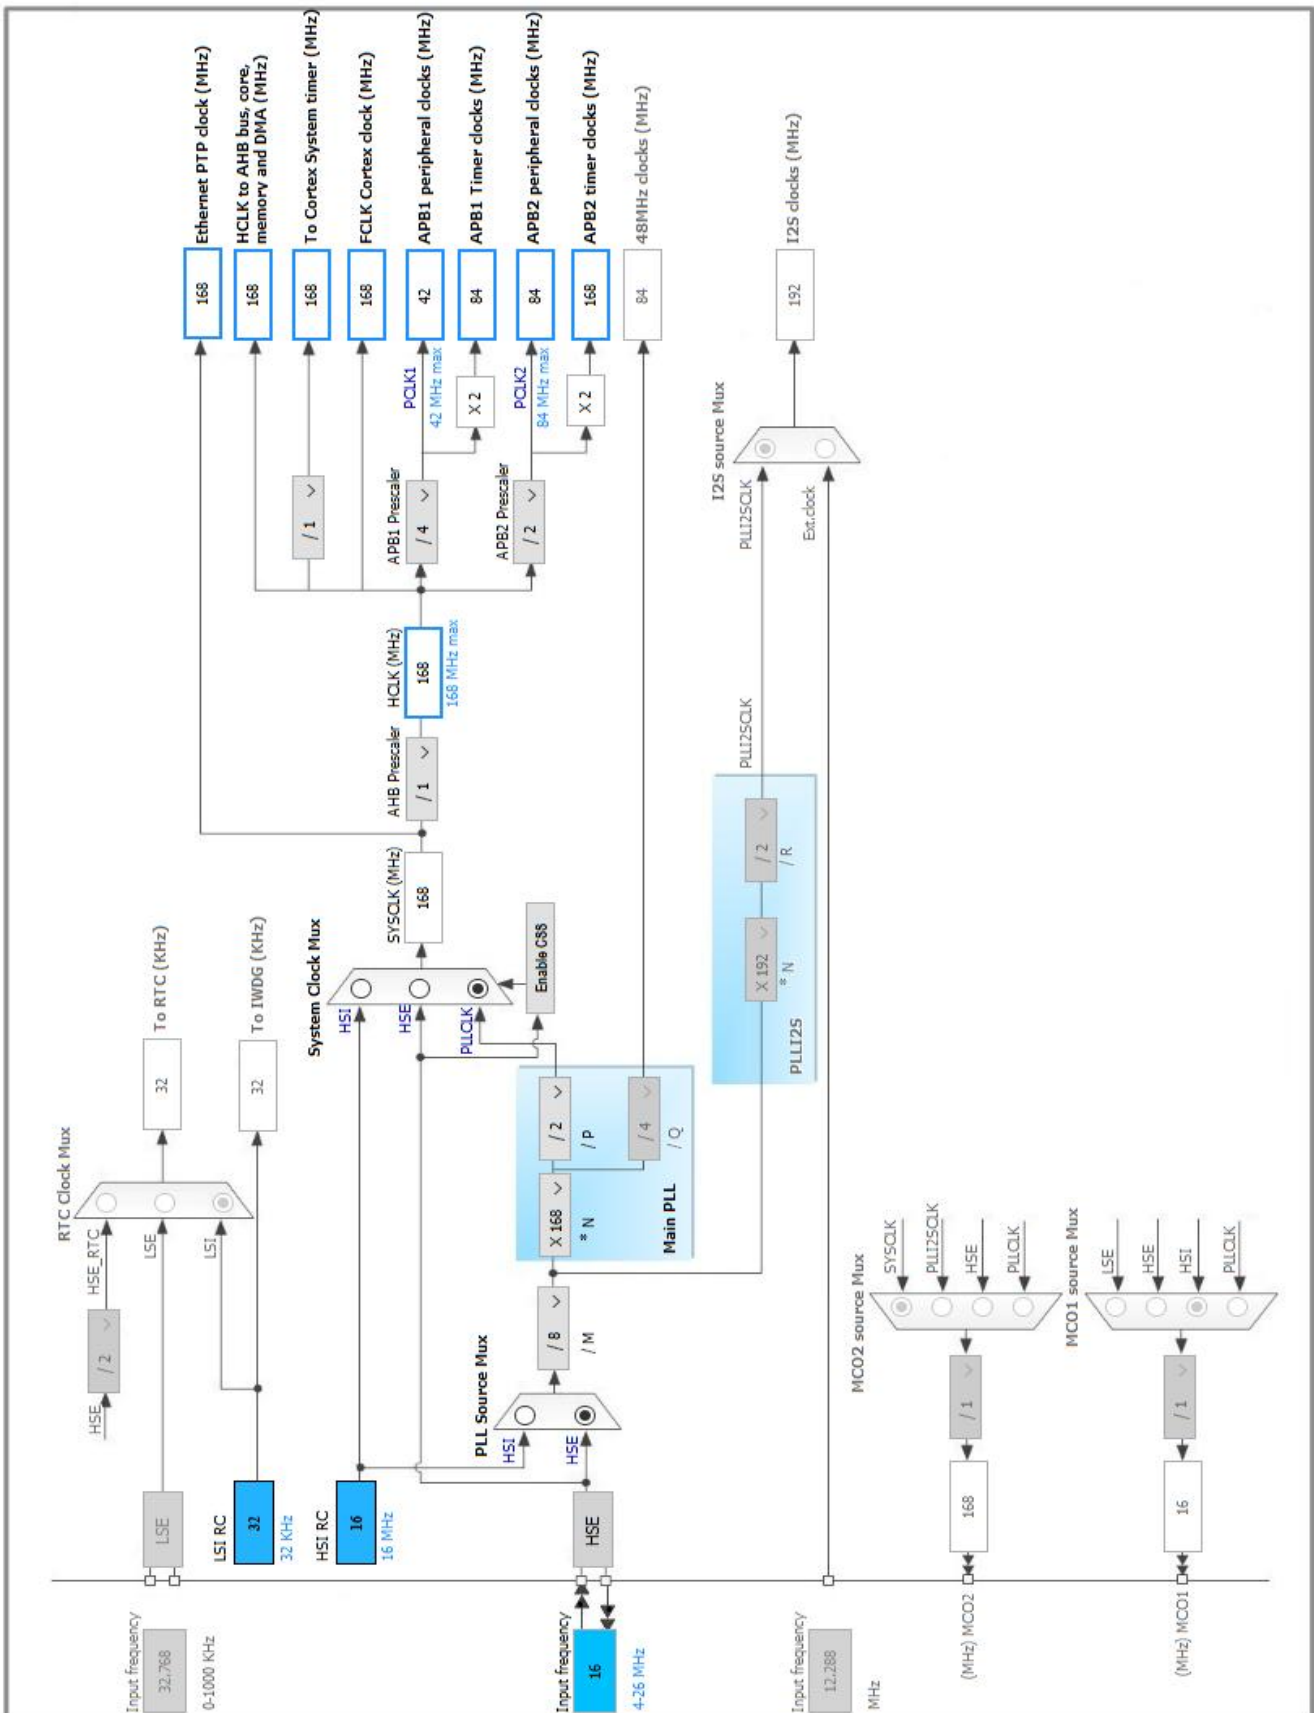 Input frequency
32.768
0-1000 KHz
LSE
LSI RC
32
32 KHz
HSI RC
16
16 MHz
Input frequency
16
4-26 MHz
HSE
Input frequency
12.288
MHz
HSE
/ 2
HSE_RTC
LSE
LSI
RTC Clock Mux
32
To RTC (KHz)
32
To IWDG (KHz)
PLL Source Mux
HSI
HSE
/ 8
/ M
Main PLL
X 168
* N
/ 2
/ P
/ 4
/ Q
System Clock Mux
HSI
HSE
PLLCLK
Enable CSS
SYSCLK (MHz)
168
AHB Prescaler
/ 1
HCLK (MHz)
168
168 MHz max
/ 1
APB1 Prescaler
/ 4
PCLK1
42 MHz max
X 2
APB2 Prescaler
/ 2
PCLK2
84 MHz max
X 2
168
Ethernet PTP clock (MHz)
168
HCLK to AHB bus, core,
memory and DMA (MHz)
168
To Cortex System timer (MHz)
168
FCLK Cortex clock (MHz)
42
APB1 peripheral clocks (MHz)
84
APB1 Timer clocks (MHz)
84
APB2 peripheral clocks (MHz)
168
APB2 timer clocks (MHz)
84
48MHz clocks (MHz)
PLLI2S
X 192
* N
/ 2
/ R
PLLI2SCLK
PLLI2SCLK
Ext.clock
I2S source Mux
192
I2S clocks (MHz)
MCO2 source Mux
SYSCLK
PLLI2SCLK
HSE
PLLCLK
/ 1
168
(MHz) MCO2
MCO1 source Mux
LSE
HSE
HSI
PLLCLK
/ 1
16
(MHz) MCO1